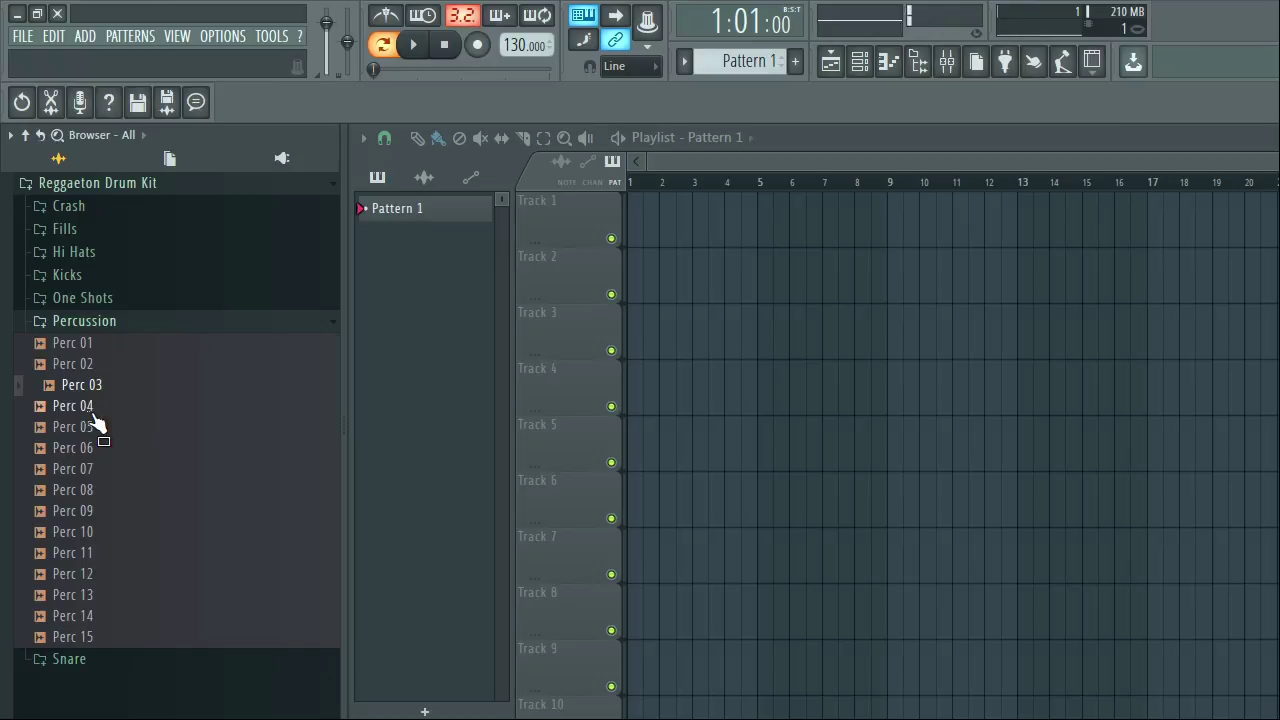 3.2.
1:01:00
B:S:T
1
210 MB
1
FILE EDIT ADD PATTERNS VIEW OPTIONS TOOLS ?
130.000
Line
Pattern 1 +
?
Browser - All
Playlist - Pattern 1
NOTE CHAN PAT
1 2 3 4 5 6 7 8 9 10 11 12 13 14 15 16 17 18 19 20
Reggaeton Drum Kit
Crash
Fills
Hi Hats
Kicks
One Shots
Percussion
Perc 01
Perc 02
Perc 03
Perc 04
Perc 05
Perc 06
Perc 07
Perc 08
Perc 09
Perc 10
Perc 11
Perc 12
Perc 13
Perc 14
Perc 15
Snare
Pattern 1
+
Track 1
...
Track 2
...
Track 3
...
Track 4
...
Track 5
...
Track 6
...
Track 7
...
Track 8
...
Track 9
...
Track 10